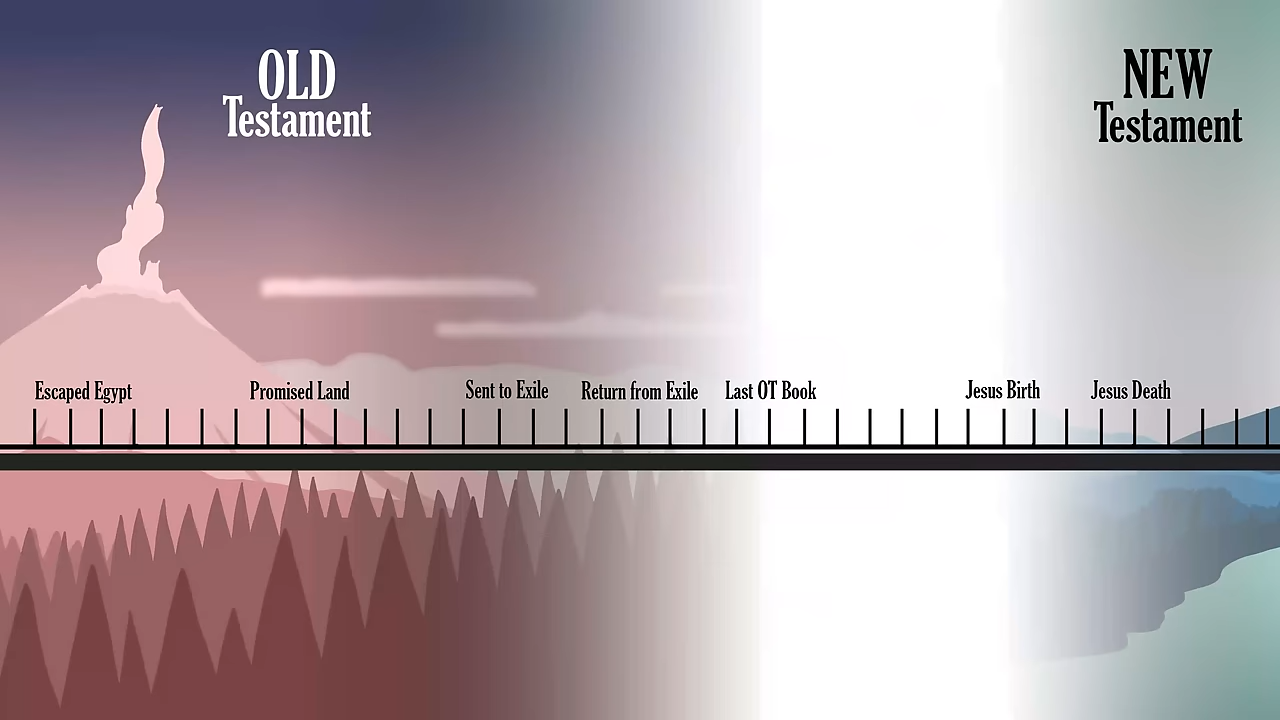 OLD
Testament
NEW
Testament
Escaped Egypt
Promised Land
Sent to Exile
Return from Exile
Last OT Book
Jesus Birth
Jesus Death